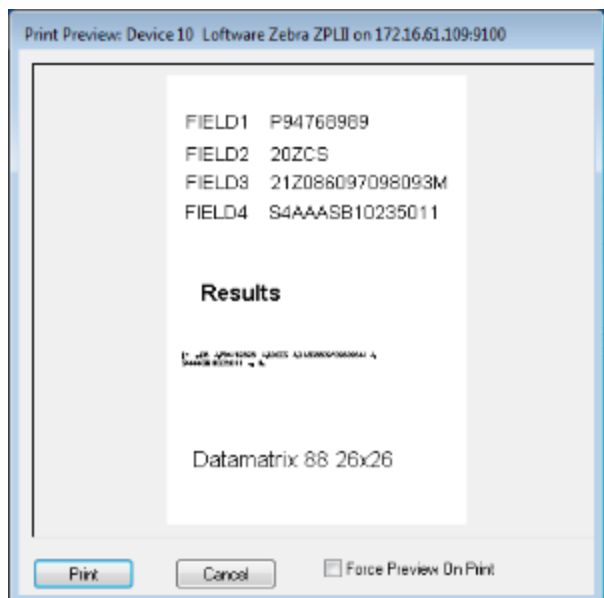 Print Preview: Device 10 Loftware Zebra ZPLII on 172.16.61.109:9100
FIELD1 P94768989
FIELD2 20ZCS
FIELD3 21Z086097098093M
FIELD4 S4AAASB10235011
Results
Datamatrix 88 26x26
Print
Cancel
Force Preview On Print